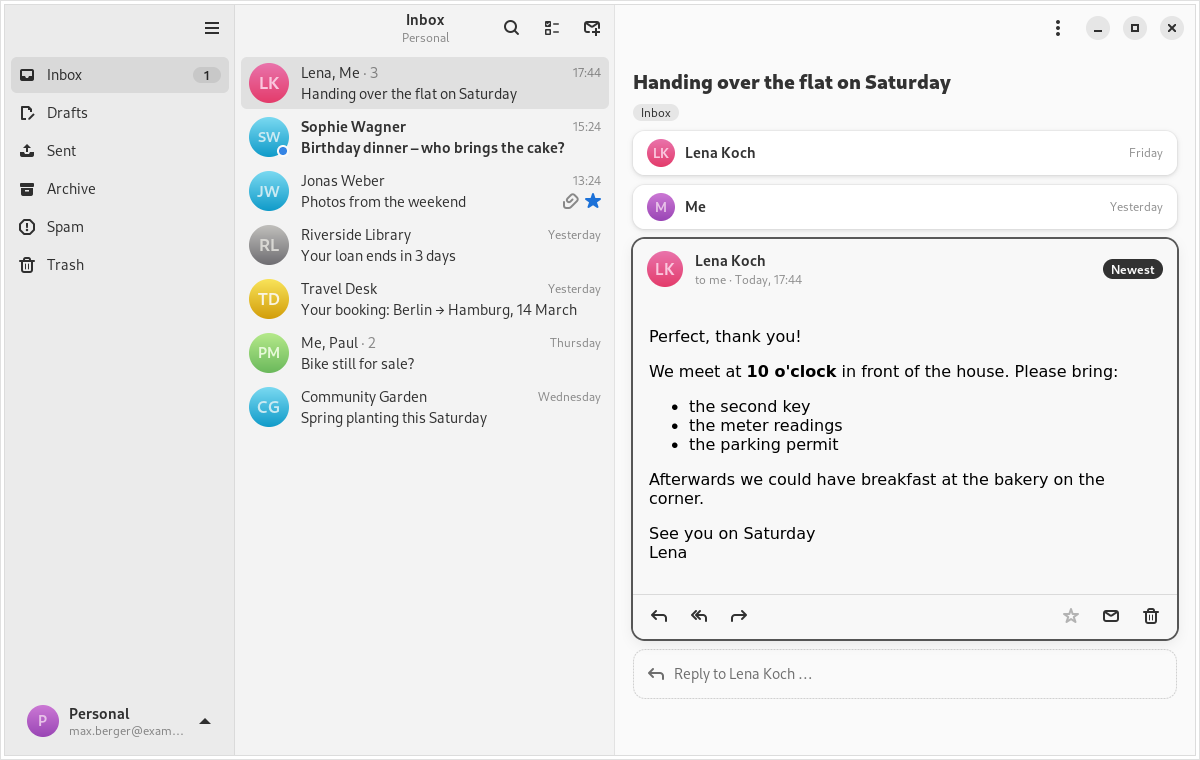 Inbox 1
Drafts
Sent
Archive
Spam
Trash
P
Personal
max.berger@exam…
Inbox
Personal
LK
Lena, Me · 3 17:44
Handing over the flat on Saturday
SW
Sophie Wagner 15:24
Birthday dinner – who brings the cake?
JW
Jonas Weber 13:24
Photos from the weekend
RL
Riverside Library Yesterday
Your loan ends in 3 days
TD
Travel Desk Yesterday
Your booking: Berlin → Hamburg, 14 March
PM
Me, Paul · 2 Thursday
Bike still for sale?
CG
Community Garden Wednesday
Spring planting this Saturday
Handing over the flat on Saturday
Inbox
LK Lena Koch Friday
M Me Yesterday
LK
Lena Koch
to me · Today, 17:44
Newest
Perfect, thank you!
We meet at 10 o'clock in front of the house. Please bring:
• the second key
• the meter readings
• the parking permit
Afterwards we could have breakfast at the bakery on the
corner.
See you on Saturday
Lena
Reply to Lena Koch …